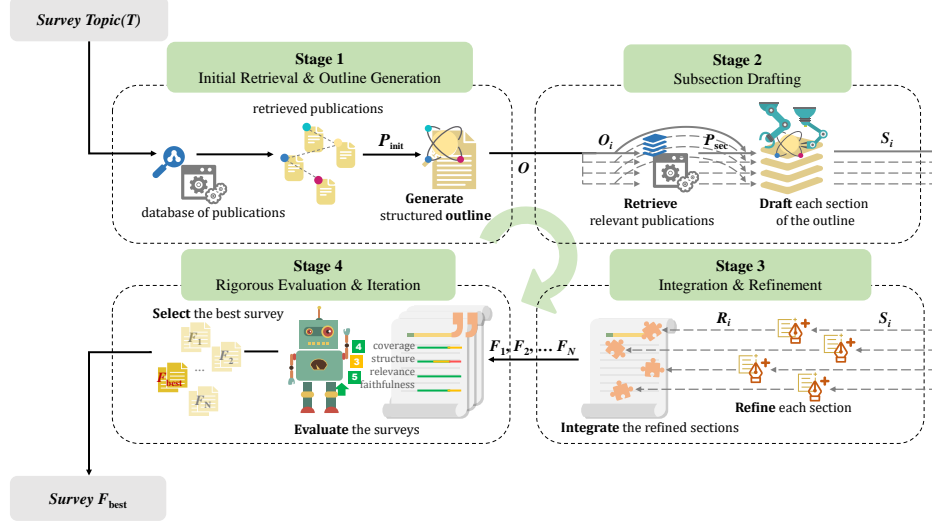 Survey Topic(T)
Stage 1
Initial Retrieval & Outline Generation
retrieved publications
P_init
database of publications
Generate
structured outline
O
Stage 2
Subsection Drafting
O_i
P_sec
S_i
Retrieve
relevant publications
Draft each section
of the outline
Stage 3
Integration & Refinement
R_i
S_i
Refine each section
Integrate the refined sections
F_1, F_2, ... F_N
Stage 4
Rigorous Evaluation & Iteration
Select the best survey
F_1
F_2
...
F_best
F_N
4
3
5
coverage
structure
relevance
faithfulness
Evaluate the surveys
Survey F_best